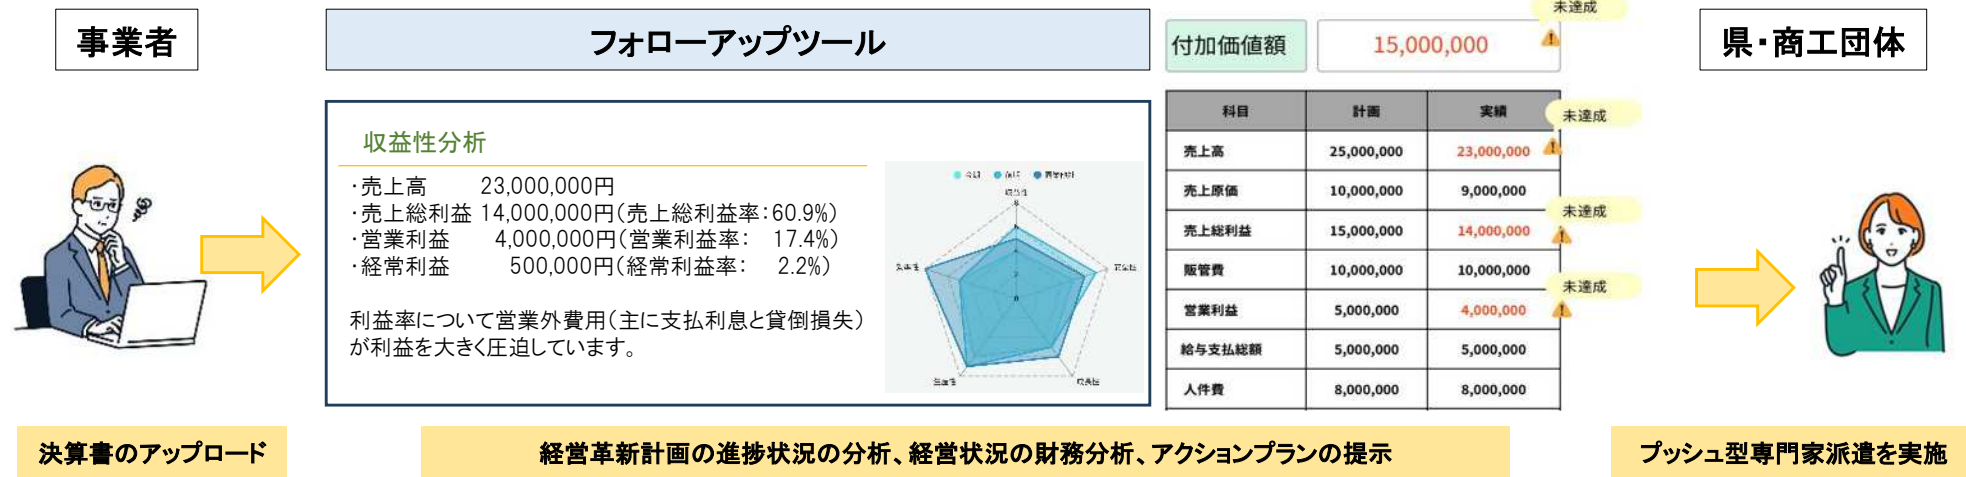 事業者
フォローアップツール
付加価値額
15,000,000
未達成
県・商工団体
収益性分析
・売上高 23,000,000円
・売上総利益 14,000,000円(売上総利益率:60.9%)
・営業利益 4,000,000円(営業利益率: 17.4%)
・経常利益 500,000円(経常利益率: 2.2%)
利益率について営業外費用(主に支払利息と貸倒損失)
が利益を大きく圧迫しています。
収益性
生産性
成長性
科目 計画 実績
未達成
売上高 25,000,000 23,000,000
売上原価 10,000,000 9,000,000
未達成
売上総利益 15,000,000 14,000,000
販管費 10,000,000 10,000,000
未達成
営業利益 5,000,000 4,000,000
給与支払総額 5,000,000 5,000,000
人件費 8,000,000 8,000,000
決算書のアップロード
経営革新計画の進捗状況の分析、経営状況の財務分析、アクションプランの提示
プッシュ型専門家派遣を実施